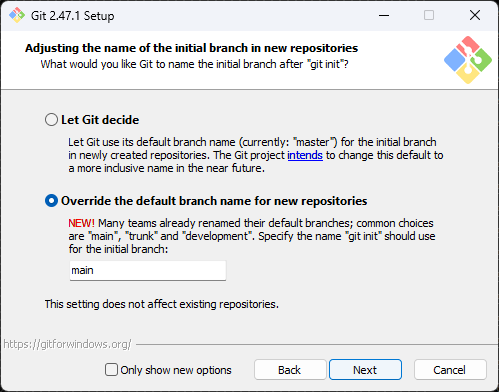 Git 2.47.1 Setup
Adjusting the name of the initial branch in new repositories
What would you like Git to name the initial branch after "git init"?
Let Git decide
Let Git use its default branch name (currently: "master") for the initial branch
in newly created repositories. The Git project intends to change this default to
a more inclusive name in the near future.
Override the default branch name for new repositories
NEW! Many teams already renamed their default branches; common choices
are "main", "trunk" and "development". Specify the name "git init" should use
for the initial branch:
main
This setting does not affect existing repositories.
https://gitforwindows.org/
Only show new options
Back
Next
Cancel